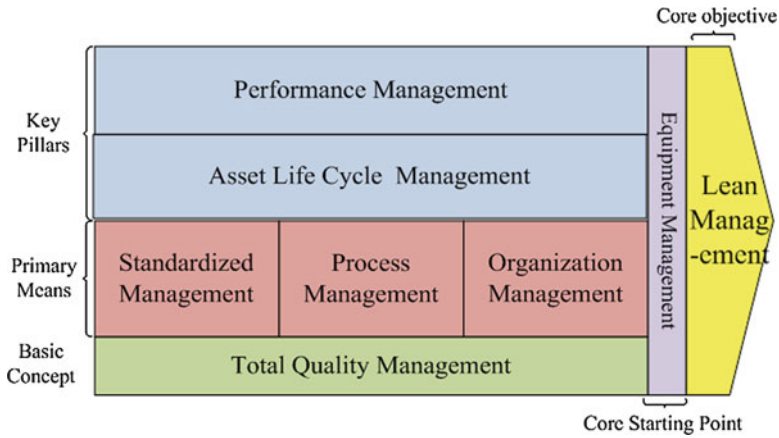 Core objective
Key
Pillars
Performance Management
Asset Life Cycle Management
Equipment Management
Lean
Manag
-ement
Primary
Means
Standardized
Management
Process
Management
Organization
Management
Basic
Concept
Total Quality Management
Core Starting Point